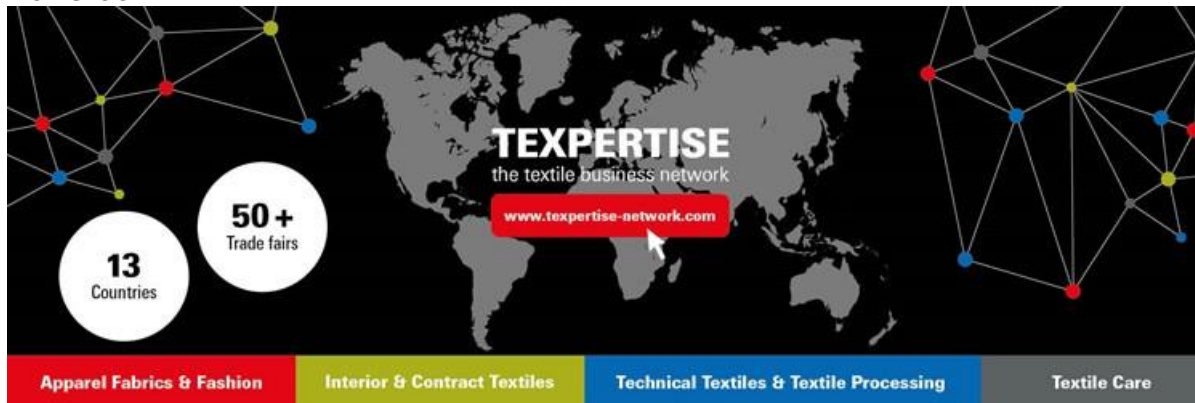 TEXPERTISE
the textile business network
www.texpertise-network.com
50 +
Trade fairs
13
Countries
Apparel Fabrics & Fashion
Interior & Contract Textiles
Technical Textiles & Textile Processing
Textile Care